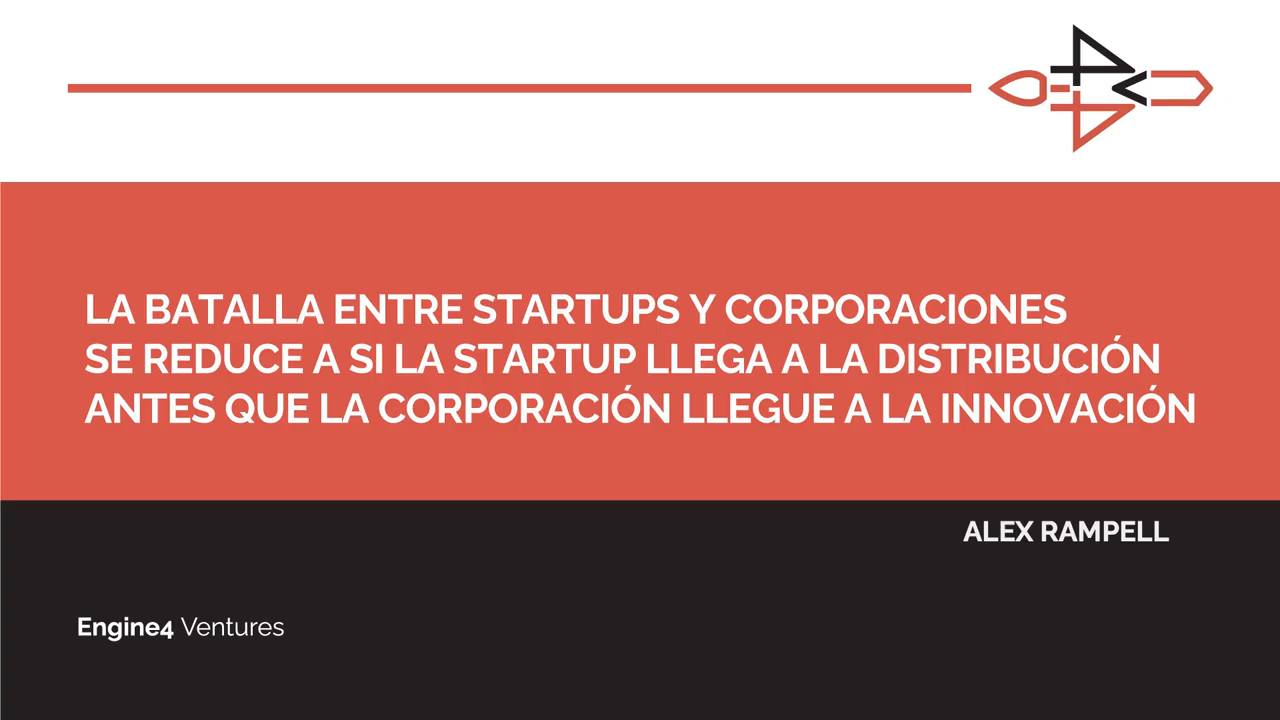 LA BATALLA ENTRE STARTUPS Y CORPORACIONES
SE REDUCE A SI LA STARTUP LLEGA A LA DISTRIBUCIÓN
ANTES QUE LA CORPORACIÓN LLEGUE A LA INNOVACIÓN
ALEX RAMPELL
Engine4 Ventures